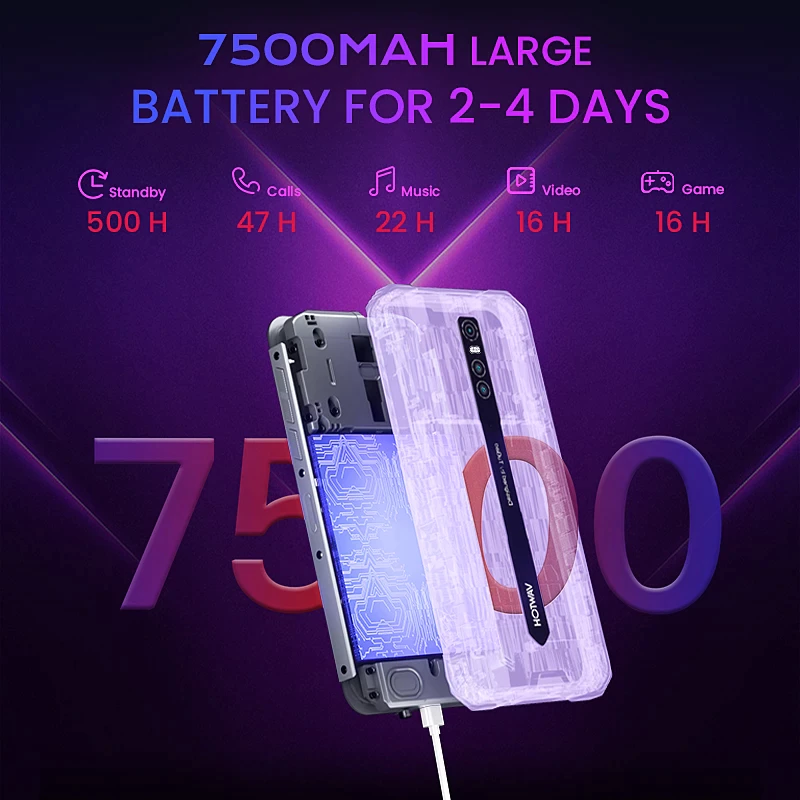 7500MAH LARGE
BATTERY FOR 2-4 DAYS
Standby Calls Music Video Game
500 H 47 H 22 H 16 H 16 H
7500
HOTWAV